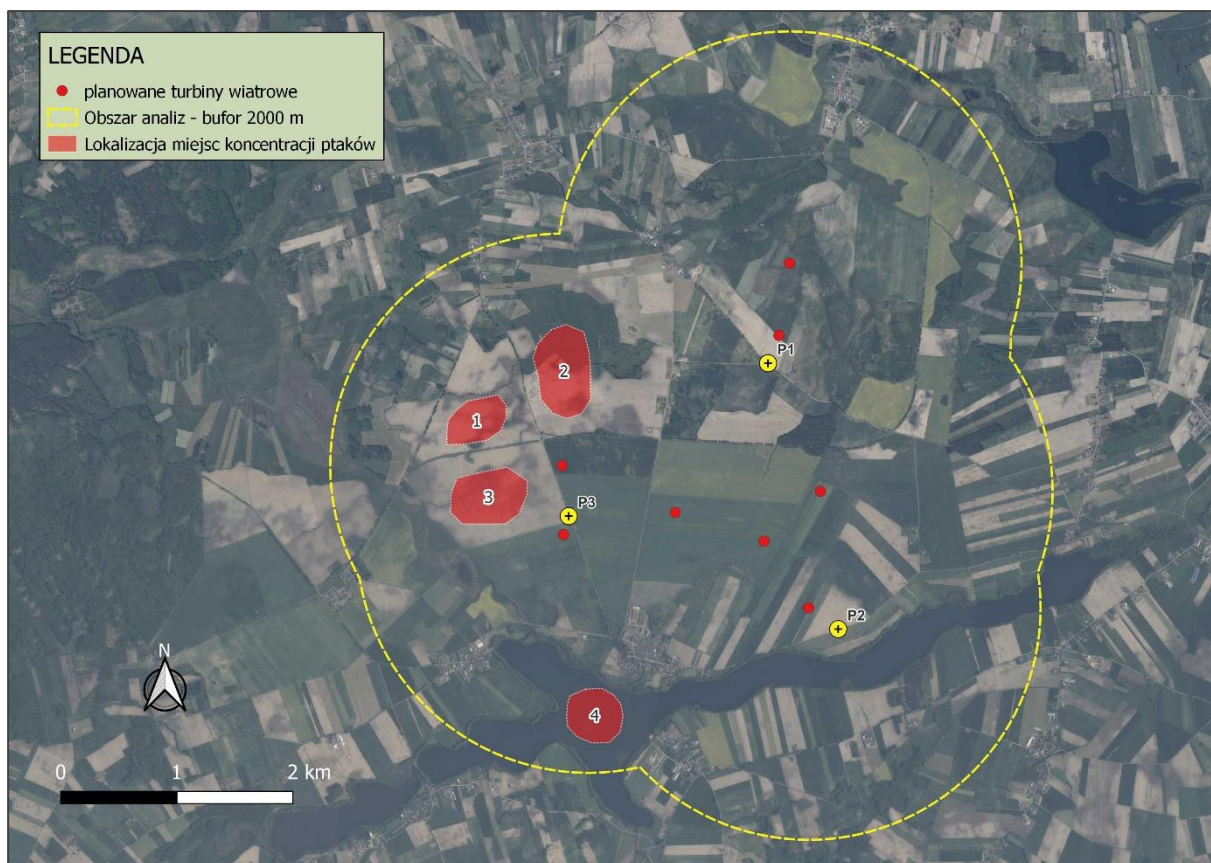 LEGENDA
planowane turbiny wiatrowe
Obszar analiz - bufor 2000 m
Lokalizacja miejsc koncentracji ptaków
P1
2
1
3
P3
P2
N
4
0 1 2 km